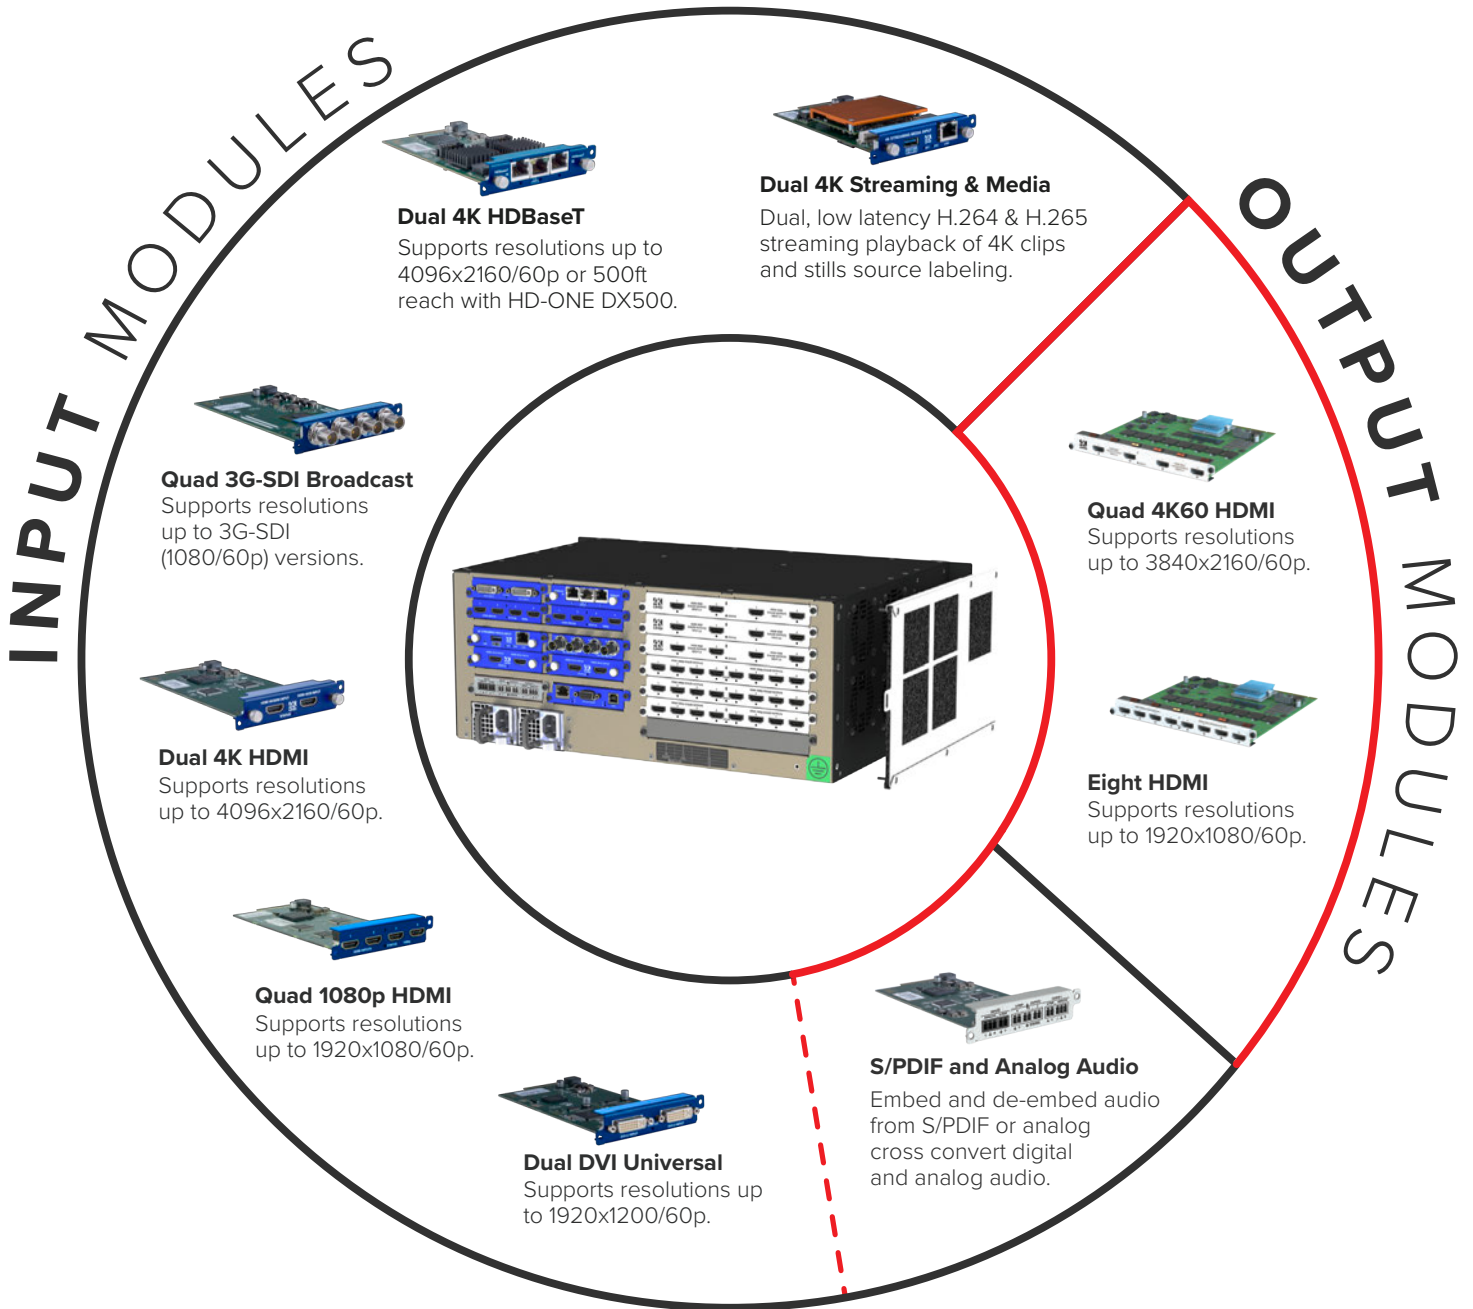 INPUT MODULES
OUTPUT MODULES
Dual 4K HDBaseT
Supports resolutions up to
4096x2160/60p or 500ft
reach with HD-ONE DX500.
Dual 4K Streaming & Media
Dual, low latency H.264 & H.265
streaming playback of 4K clips
and stills source labeling.
Quad 3G-SDI Broadcast
Supports resolutions
up to 3G-SDI
(1080/60p) versions.
Quad 4K60 HDMI
Supports resolutions
up to 3840x2160/60p.
Dual 4K HDMI
Supports resolutions
up to 4096x2160/60p.
Eight HDMI
Supports resolutions
up to 1920x1080/60p.
Quad 1080p HDMI
Supports resolutions
up to 1920x1080/60p.
S/PDIF and Analog Audio
Embed and de-embed audio
from S/PDIF or analog
cross convert digital
and analog audio.
Dual DVI Universal
Supports resolutions up
to 1920x1200/60p.